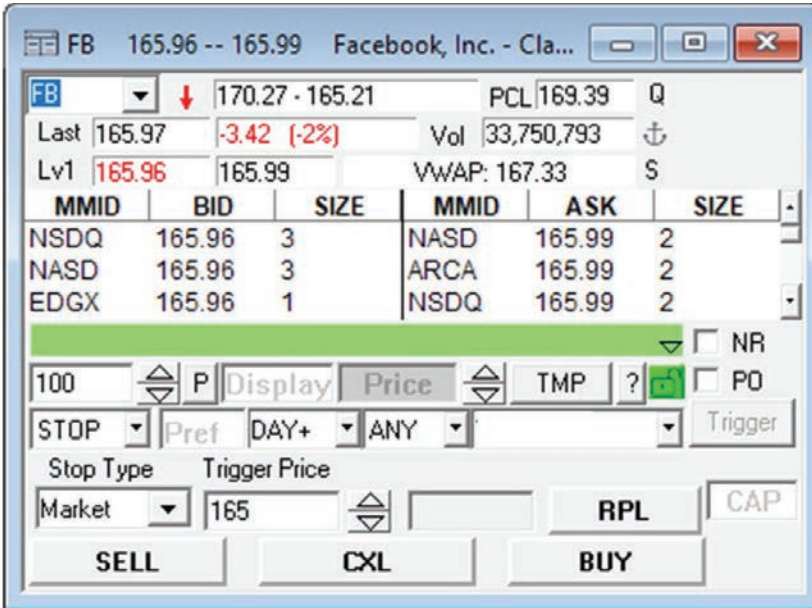 FB 165.96 -- 165.99 Facebook, Inc. - Cla...
FB 170.27 - 165.21 PCL 169.39 Q
Last 165.97 -3.42 (-2%) Vol 33,750,793
Lv1 165.96 165.99 VWAP: 167.33 S
MMID BID SIZE MMID ASK SIZE
NSDQ 165.96 3 NASD 165.99 2
NASD 165.96 3 ARCA 165.99 2
EDGX 165.96 1 NSDQ 165.99 2
NR
100 P Display Price TMP ? PO
STOP Pref DAY+ ANY Trigger
Stop Type Trigger Price
Market 165 RPL CAP
SELL CXL BUY